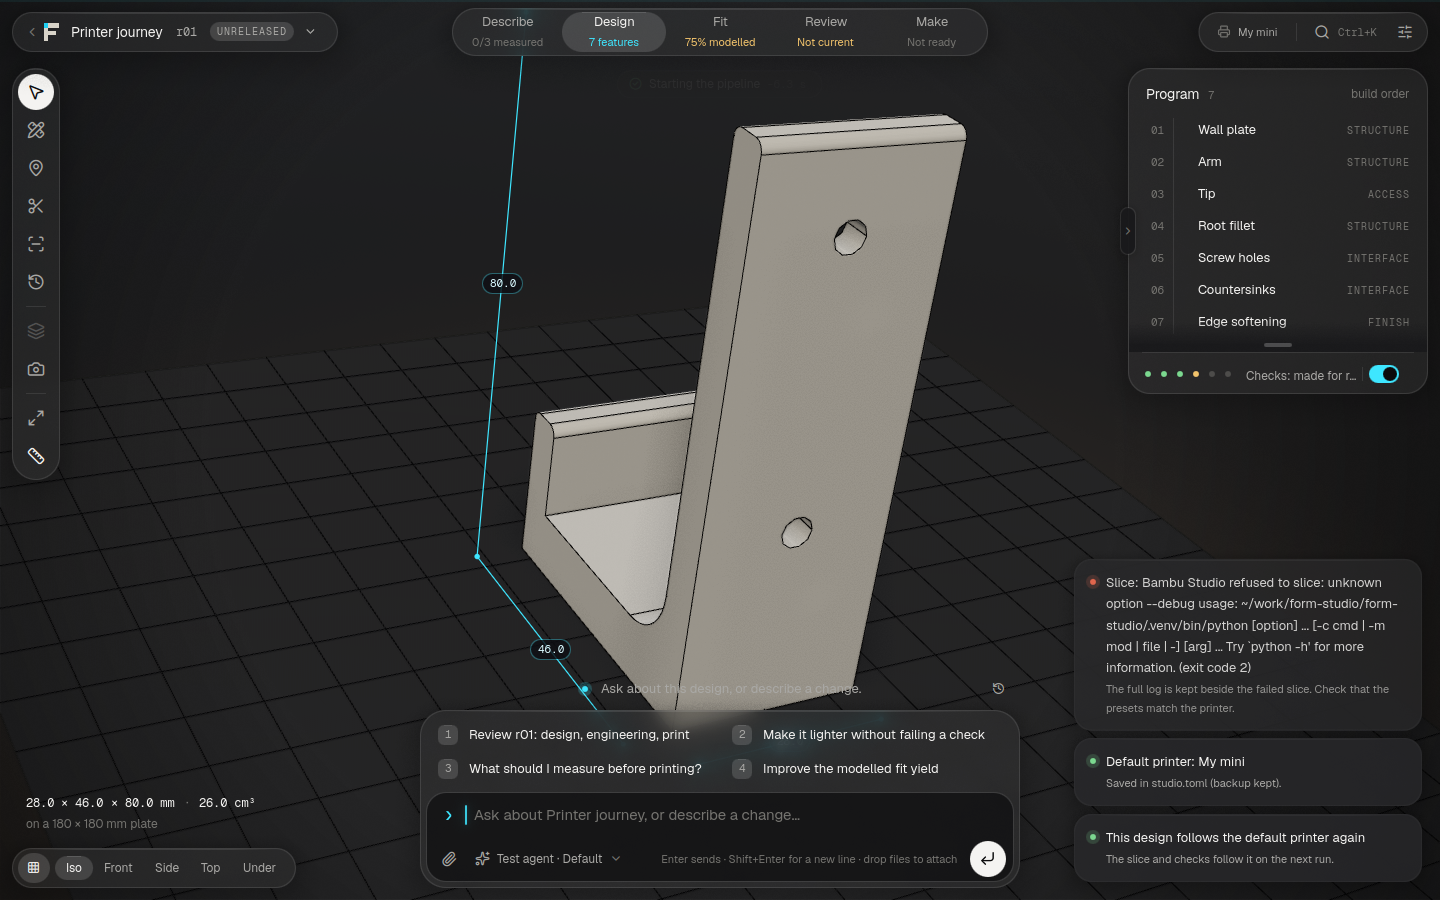 Printer journey r01 UNRELEASED
Describe
0/3 measured
Design
7 features
Fit
75% modelled
Review
Not current
Make
Not ready
My mini
Ctrl+K
Starting the pipeline
Program 7
build order
01 Wall plate STRUCTURE
02 Arm STRUCTURE
03 Tip ACCESS
04 Root fillet STRUCTURE
05 Screw holes INTERFACE
06 Countersinks INTERFACE
07 Edge softening FINISH
Checks: made for r...
80.0
46.0
Slice: Bambu Studio refused to slice: unknown
option --debug usage: ~/work/form-studio/form-
studio/.venv/bin/python [option] ... [-c cmd | -m
mod | file | -] [arg] ... Try `python -h' for more
information. (exit code 2)
The full log is kept beside the failed slice. Check that the
presets match the printer.
Default printer: My mini
Saved in studio.toml (backup kept).
This design follows the default printer again
The slice and checks follow it on the next run.
Ask about this design, or describe a change.
1 Review r01: design, engineering, print
2 Make it lighter without failing a check
3 What should I measure before printing?
4 Improve the modelled fit yield
Ask about Printer journey, or describe a change...
Test agent · Default
Enter sends · Shift+Enter for a new line · drop files to attach
28.0 × 46.0 × 80.0 mm · 26.0 cm³
on a 180 × 180 mm plate
Iso Front Side Top Under